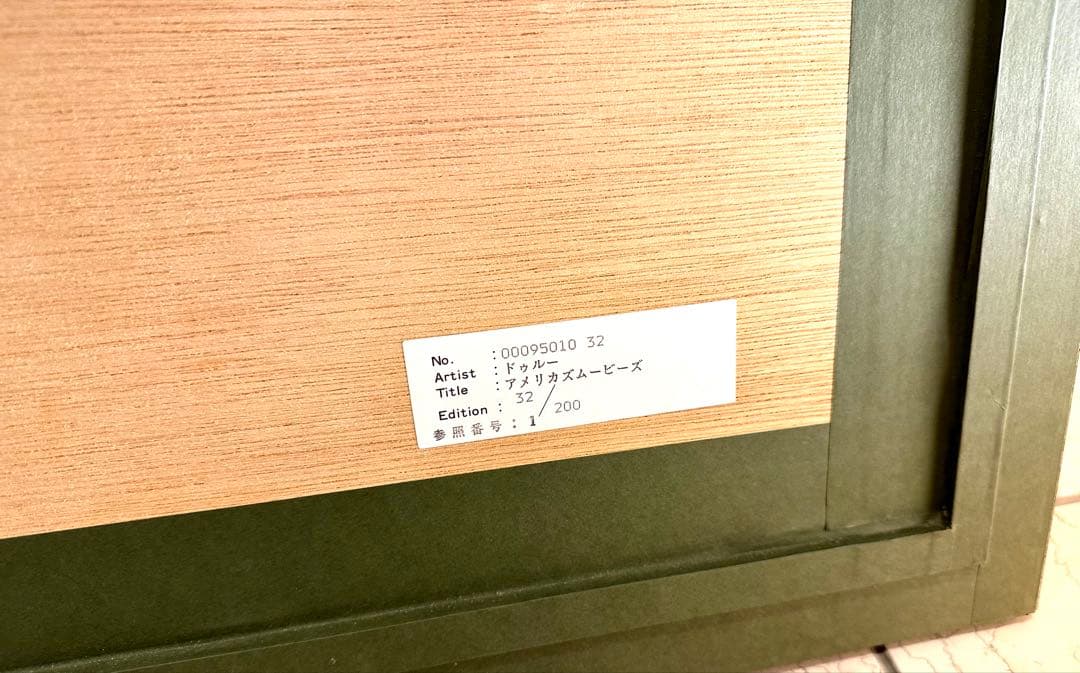 No. :00095010 32
Artist :ドゥルー
Title :アメリカズムービーズ
Edition : 32/200
参照番号: 1